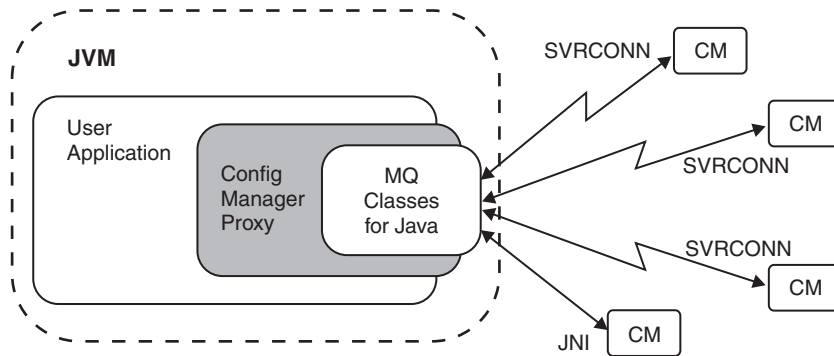 JVM
User
Application
Config
Manager
Proxy
MQ
Classes
for Java
SVRCONN
CM
CM
SVRCONN
SVRCONN
CM
JNI
CM